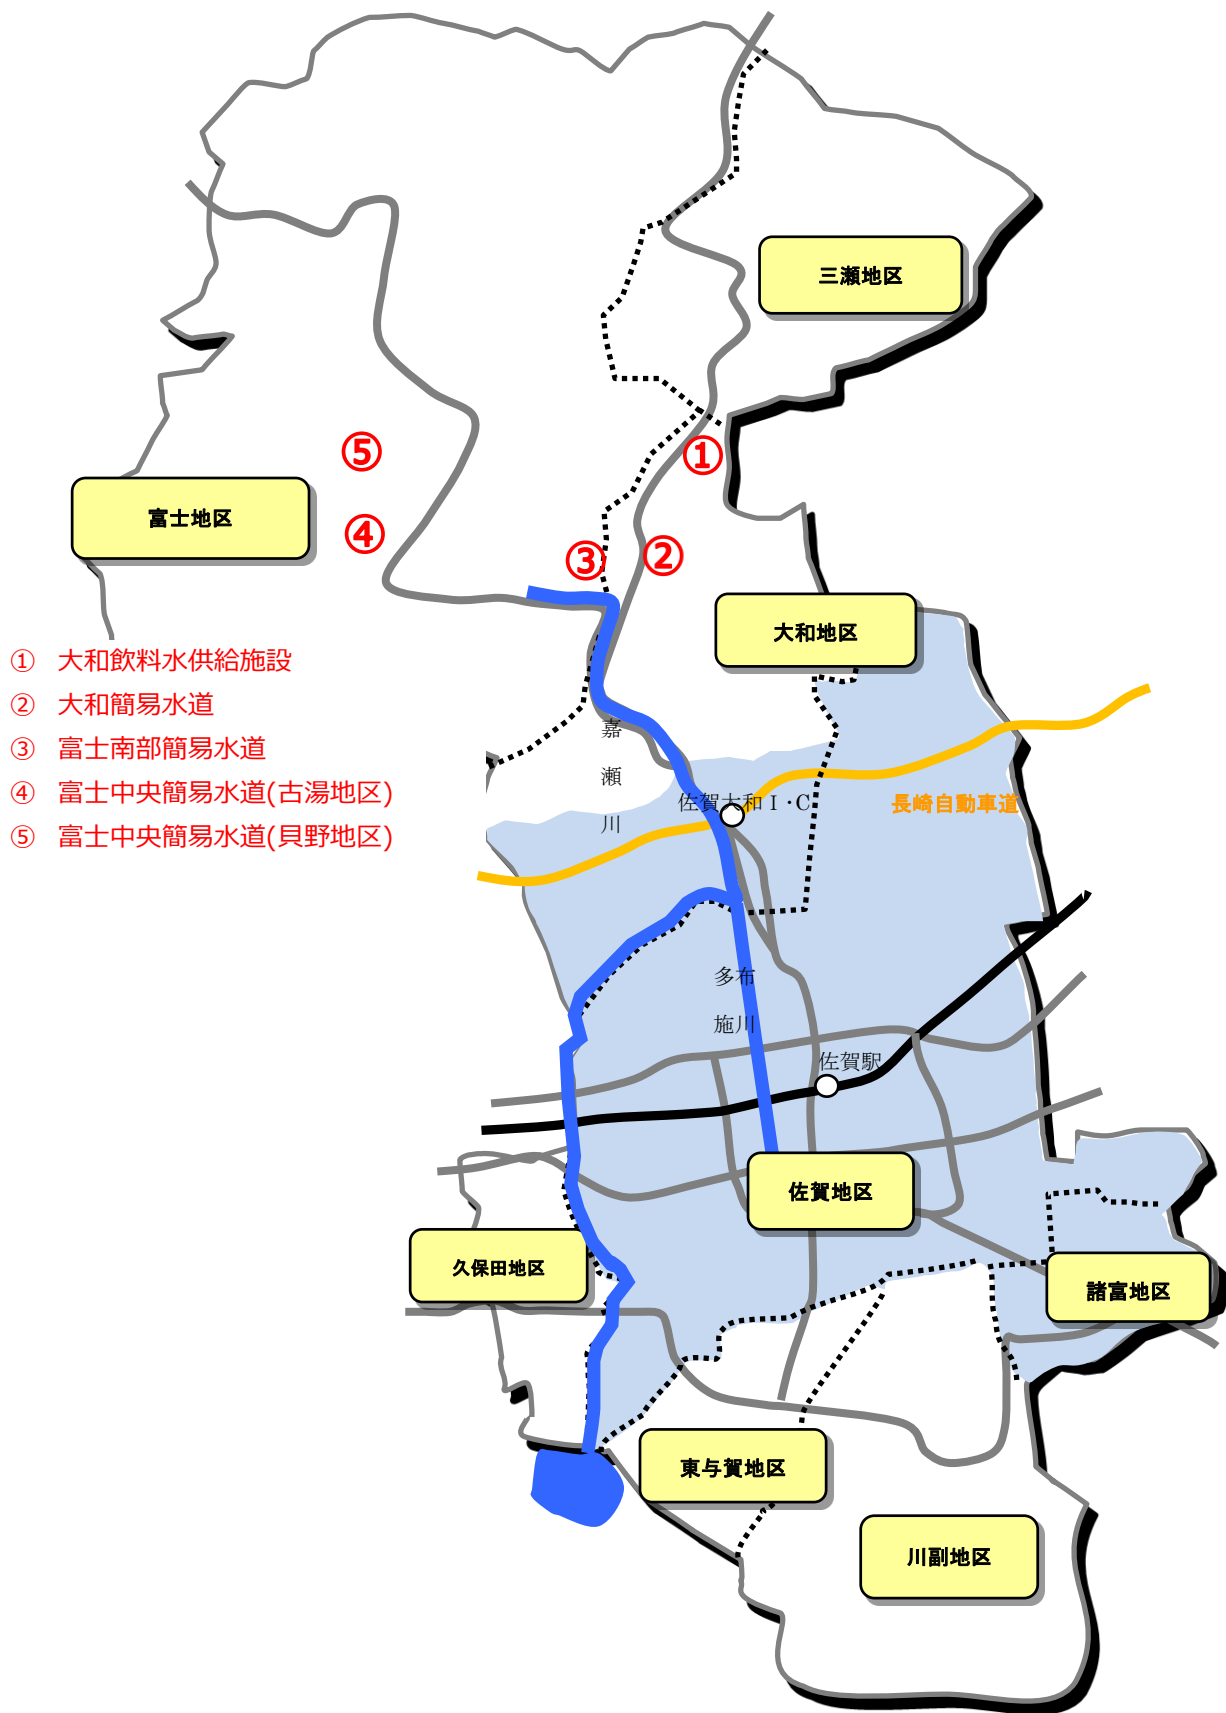 三瀬地区
⑤
①
富士地区
④
③
②
大和地区
① 大和飲料水供給施設
② 大和簡易水道
③ 富士南部簡易水道
④ 富士中央簡易水道(古湯地区)
⑤ 富士中央簡易水道(貝野地区)
嘉
瀬
川
佐賀大和Ⅰ・C
長崎自動車道
多布
施川
佐賀駅
佐賀地区
久保田地区
諸富地区
東与賀地区
川副地区